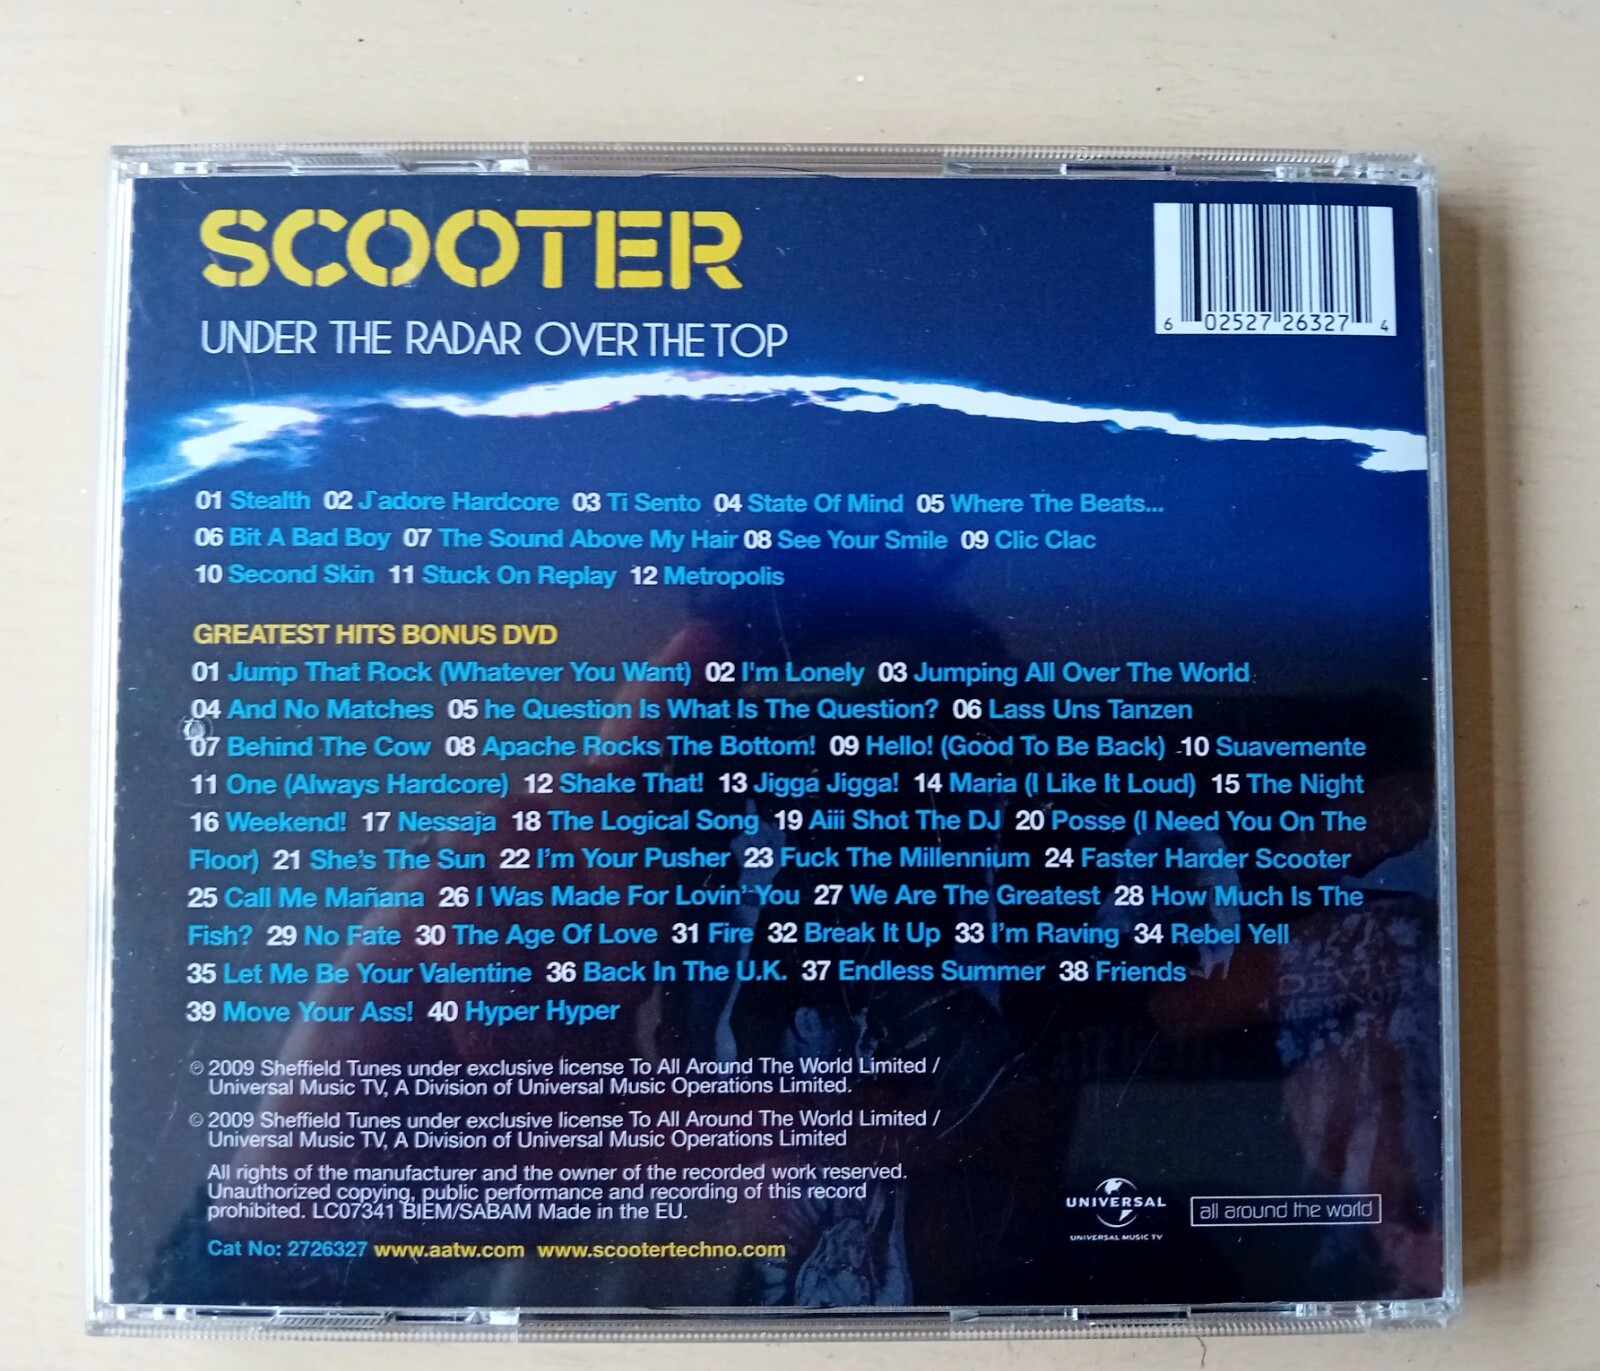 SCOOTER
UNDER THE RADAR OVER THE TOP
6 02527 26327 4
01 Stealth 02 J'adore Hardcore 03 Ti Sento 04 State Of Mind 05 Where The Beats...
06 Bit A Bad Boy 07 The Sound Above My Hair 08 See Your Smile 09 Clic Clac
10 Second Skin 11 Stuck On Replay 12 Metropolis
GREATEST HITS BONUS DVD
01 Jump That Rock (Whatever You Want) 02 I'm Lonely 03 Jumping All Over The World
04 And No Matches 05 he Question Is What Is The Question? 06 Lass Uns Tanzen
07 Behind The Cow 08 Apache Rocks The Bottom! 09 Hello! (Good To Be Back) 10 Suavemente
11 One (Always Hardcore) 12 Shake That! 13 Jigga Jigga! 14 Maria (I Like It Loud) 15 The Night
16 Weekend! 17 Nessaja 18 The Logical Song 19 Aiii Shot The DJ 20 Posse (I Need You On The
Floor) 21 She's The Sun 22 I'm Your Pusher 23 Fuck The Millennium 24 Faster Harder Scooter
25 Call Me Mañana 26 I Was Made For Lovin' You 27 We Are The Greatest 28 How Much Is The
Fish? 29 No Fate 30 The Age Of Love 31 Fire 32 Break It Up 33 I'm Raving 34 Rebel Yell
35 Let Me Be Your Valentine 36 Back In The U.K. 37 Endless Summer 38 Friends
39 Move Your Ass! 40 Hyper Hyper
℗ 2009 Sheffield Tunes under exclusive license To All Around The World Limited /
Universal Music TV, A Division of Universal Music Operations Limited.
© 2009 Sheffield Tunes under exclusive license To All Around The World Limited /
Universal Music TV, A Division of Universal Music Operations Limited
All rights of the manufacturer and the owner of the recorded work reserved.
Unauthorized copying, public performance and recording of this record
prohibited. LC07341 BIEM/SABAM Made in the EU.
Cat No: 2726327 www.aatw.com www.scootertechno.com
UNIVERSAL
UNIVERSAL MUSIC TV
all around the world